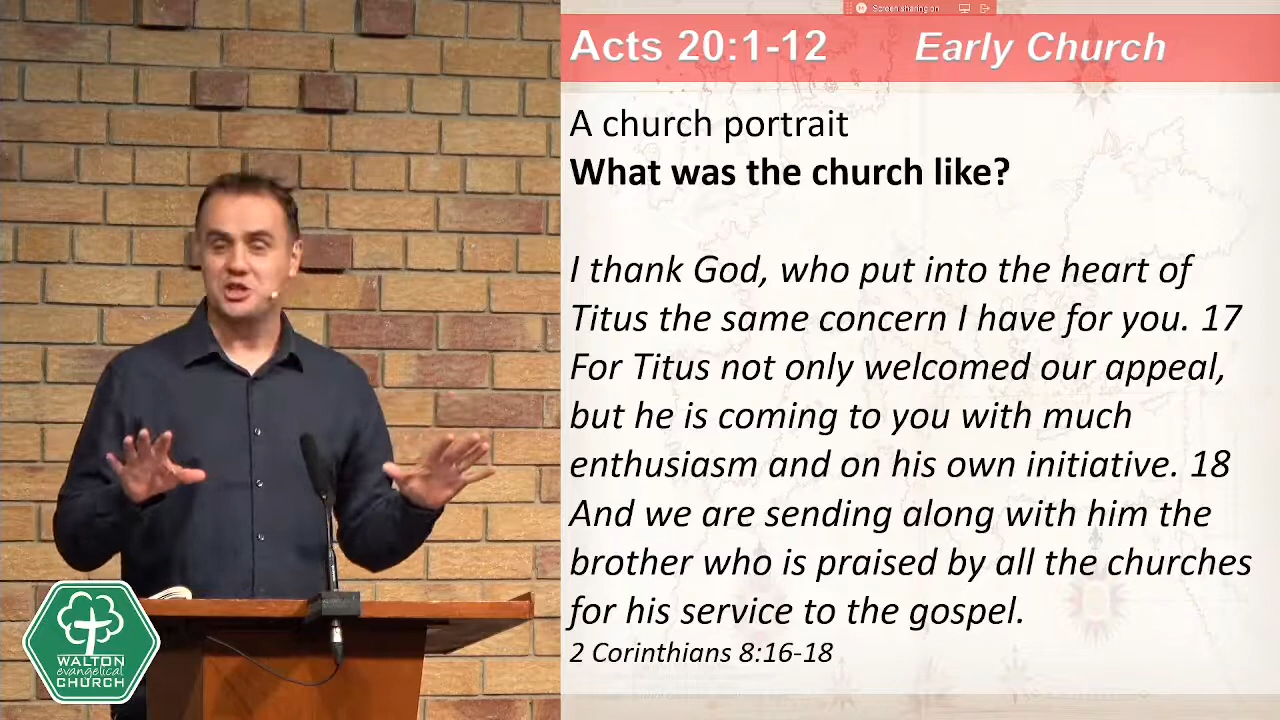 Screen sharing on
Acts 20:1-12 Early Church
A church portrait
What was the church like?
I thank God, who put into the heart of
Titus the same concern I have for you. 17
For Titus not only welcomed our appeal,
but he is coming to you with much
enthusiasm and on his own initiative. 18
And we are sending along with him the
brother who is praised by all the churches
for his service to the gospel.
2 Corinthians 8:16-18
WALTON
evangelical
CHURCH